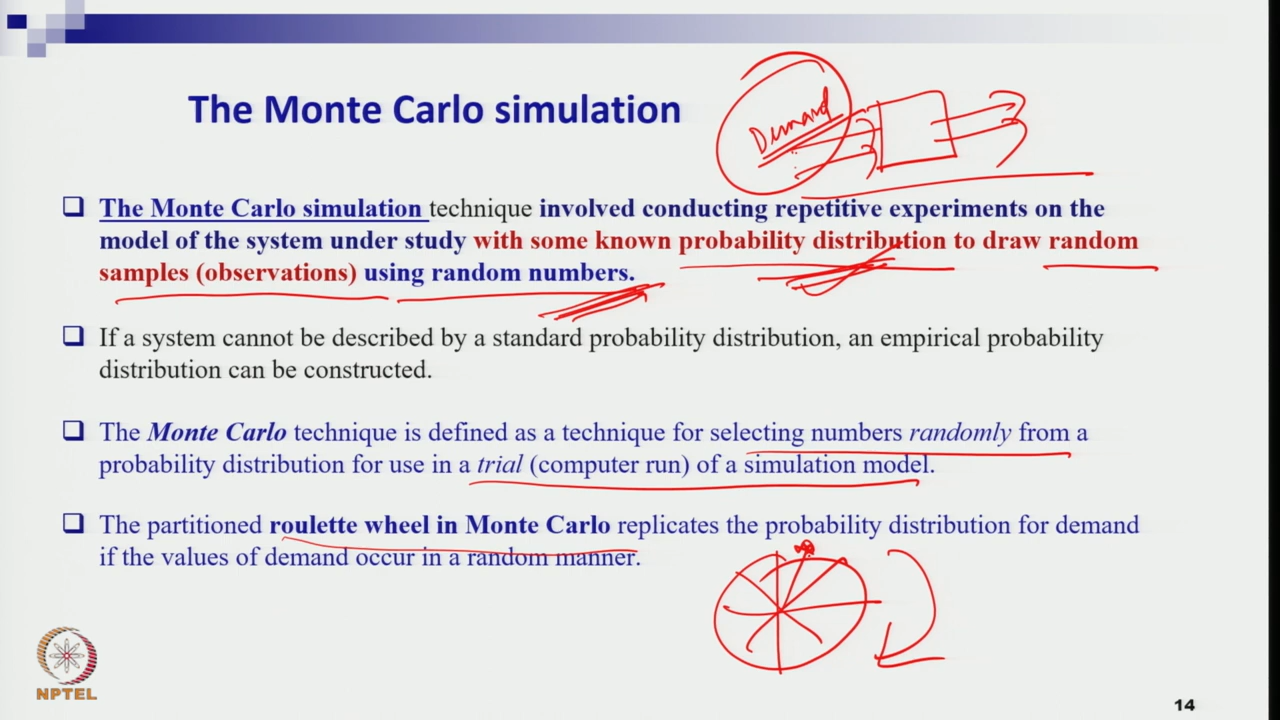 The Monte Carlo simulation
Demand
❑ The Monte Carlo simulation technique involved conducting repetitive experiments on the
model of the system under study with some known probability distribution to draw random
samples (observations) using random numbers.
❑ If a system cannot be described by a standard probability distribution, an empirical probability
distribution can be constructed.
❑ The Monte Carlo technique is defined as a technique for selecting numbers randomly from a
probability distribution for use in a trial (computer run) of a simulation model.
❑ The partitioned roulette wheel in Monte Carlo replicates the probability distribution for demand
if the values of demand occur in a random manner.
NPTEL
14